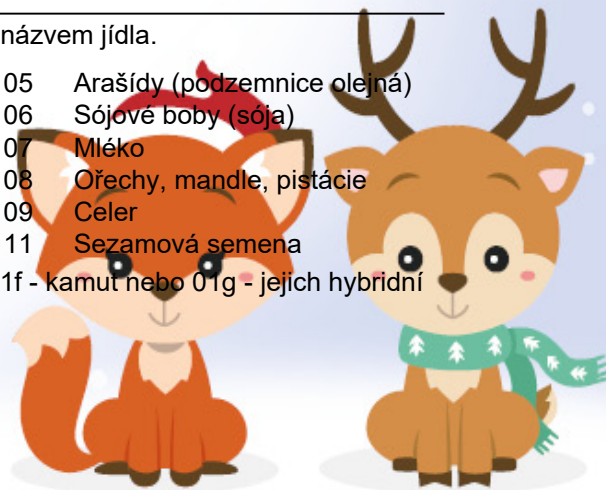 názvem jídla.
05 Arašídy (podzemnice olejná)
06 Sójové boby (sója)
07 Mléko
08 Ořechy, mandle, pistácie
09 Celer
11 Sezamová semena
1f - kamut nebo 01g - jejich hybridní